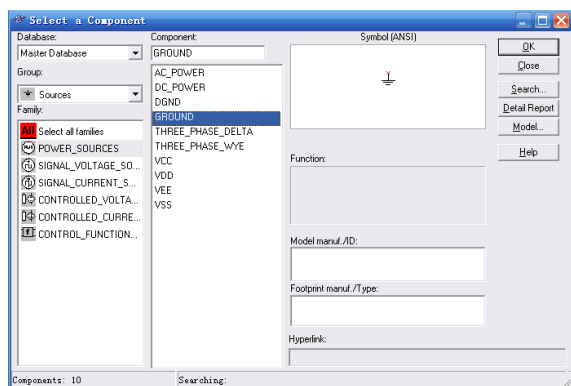 Select a Component
Database:
Master Database
Group:
Sources
Family:
All Select all families
POWER_SOURCES
SIGNAL_VOLTAGE_SO...
SIGNAL_CURRENT_S...
CONTROLLED_VOLTA...
CONTROLLED_CURRE...
CONTROL_FUNCTION...
Component:
GROUND
AC_POWER
DC_POWER
DGND
GROUND
THREE_PHASE_DELTA
THREE_PHASE_WYE
VCC
VDD
VEE
VSS
Symbol (ANSI)
Function:
Model manuf./ID:
Footprint manuf./Type:
Hyperlink:
OK
Close
Search...
Detail Report
Model...
Help
Components: 10
Searching: